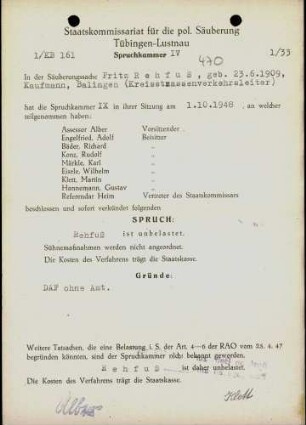 Staatskommissariat für die pol. Säuberung
Tübingen-Lustnau
1/KB 161
Spruchkammer IV
1/33
470
In der Säuberungssache Fritz Rehfuß, geb. 23.6.1909,
Kaufmann, Balingen (Kreisstrassenverkehrsleiter)
hat die Spruchkammer IX in ihrer Sitzung am 1.10.1948, an welcher
teilgenommen haben:
Assessor Alber Vorsitzender
Engelfried, Adolf Beisitzer
Bäder, Richard
Konz, Rudolf
Märkle, Karl
Eisele, Wilhelm
Klett, Martin
Hennemann, Gustav
Referendar Heim Vertreter des Staatskommissars
beschlossen und sofort verkündet folgenden
SPRUCH:
Rehfuß
ist unbelastet.
Sühnemaßnahmen werden nicht angeordnet.
Die Kosten des Verfahrens trägt die Staatskasse.
Gründe:
DAF ohne Amt.
Weitere Tatsachen, die eine Belastung i. S. der Art. 4—6 der RAO vom 25. 4. 47
begründen könnten, sind der Spruchkammer nicht bekannt geworden.
Rehfuß ist daher unbelastet.
Die Kosten des Verfahrens trägt die Staatskasse.
Alber
Klett